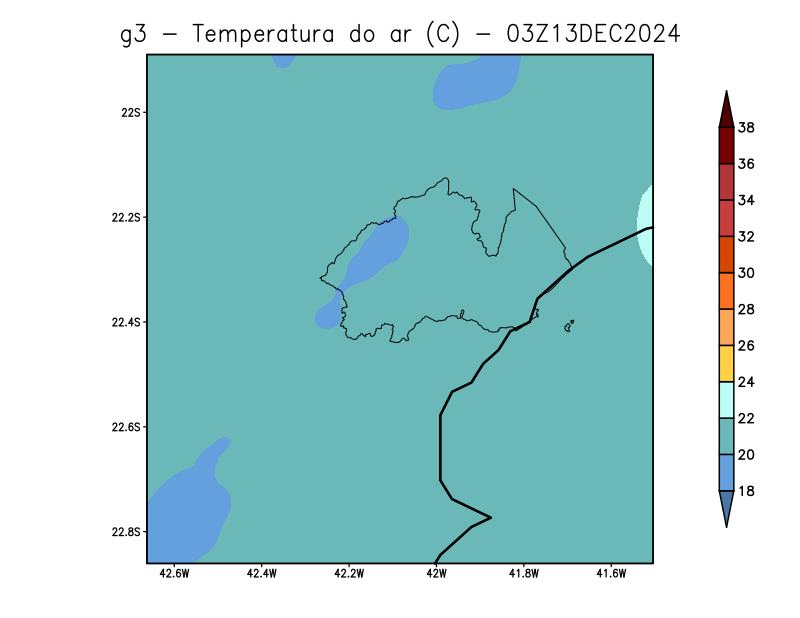 g3 − Temperatura do ar (C) − 03Z13DEC2024
22S
22.2S
22.4S
22.6S
22.8S
42.6W
42.4W
42.2W
42W
41.8W
41.6W
38
36
34
32
30
28
26
24
22
20
18